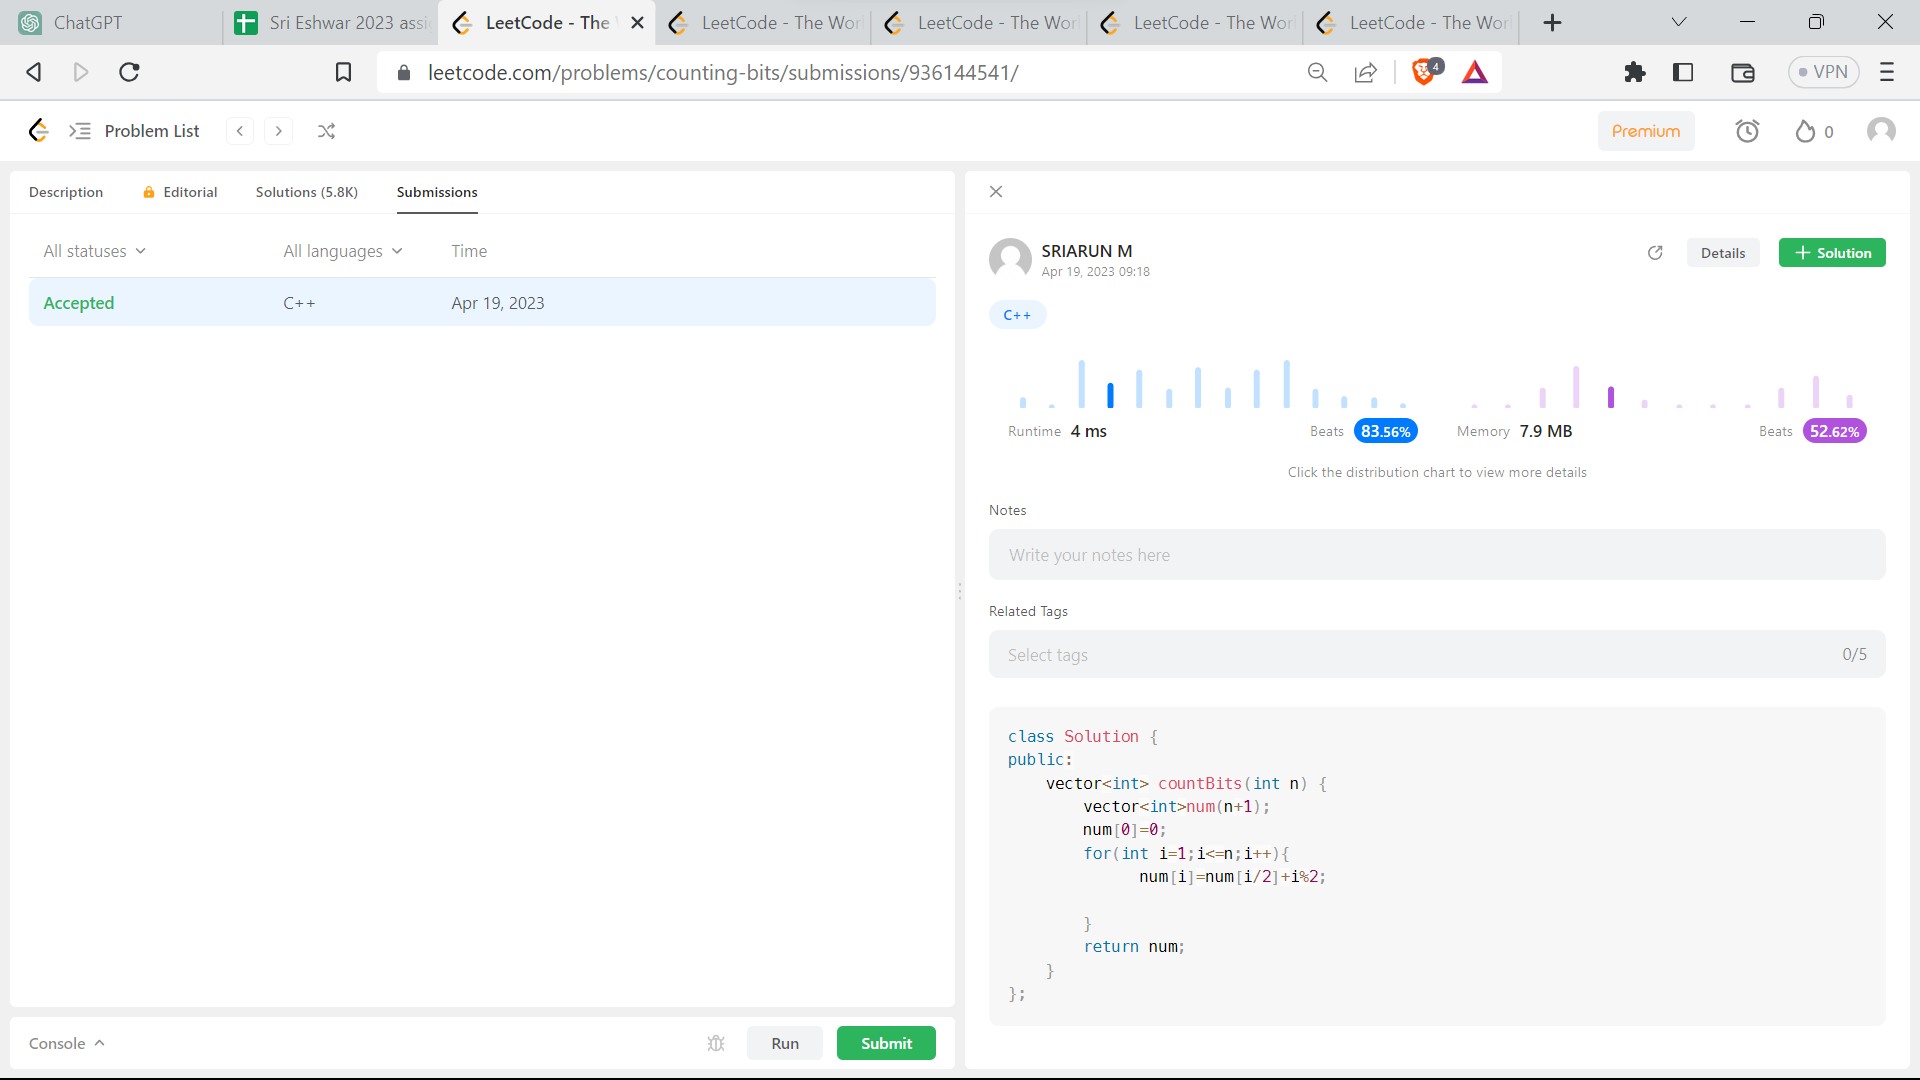 ChatGPT
Sri Eshwar 2023 assi
LeetCode - The
LeetCode - The Wor
LeetCode - The Wor
LeetCode - The Wor
LeetCode - The Wor
leetcode.com/problems/counting-bits/submissions/936144541/
4
VPN
Problem List
Premium
0
Description
Editorial
Solutions (5.8K)
Submissions
All statuses
All languages
Time
Accepted
C++
Apr 19, 2023
SRIARUN M
Apr 19, 2023 09:18
Details
+ Solution
C++
Runtime 4 ms
Beats 83.56%
Memory 7.9 MB
Beats 52.62%
Click the distribution chart to view more details
Notes
Write your notes here
Related Tags
Select tags
0/5
class Solution {
public:
    vector<int> countBits(int n) {
        vector<int>num(n+1);
        num[0]=0;
        for(int i=1;i<=n;i++){
              num[i]=num[i/2]+i%2;
        }
        return num;
    }
};
Console
Run
Submit